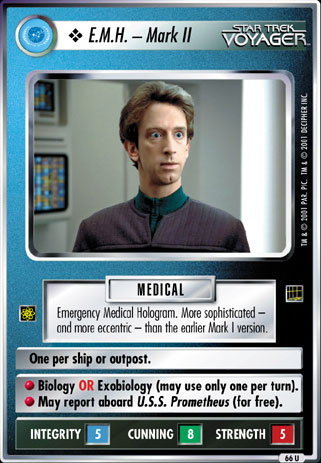 ❖ E.M.H. – Mark II
STAR TREK
VOYAGER™
TM & © 2001 PAR. PIC. TM & © 2001 DECIPHER INC.
MEDICAL
Emergency Medical Hologram. More sophisticated –
and more eccentric – than the earlier Mark I version.
One per ship or outpost.
● Biology OR Exobiology (may use only one per turn).
● May report aboard U.S.S. Prometheus (for free).
INTEGRITY 5 CUNNING 8 STRENGTH 5
66 U